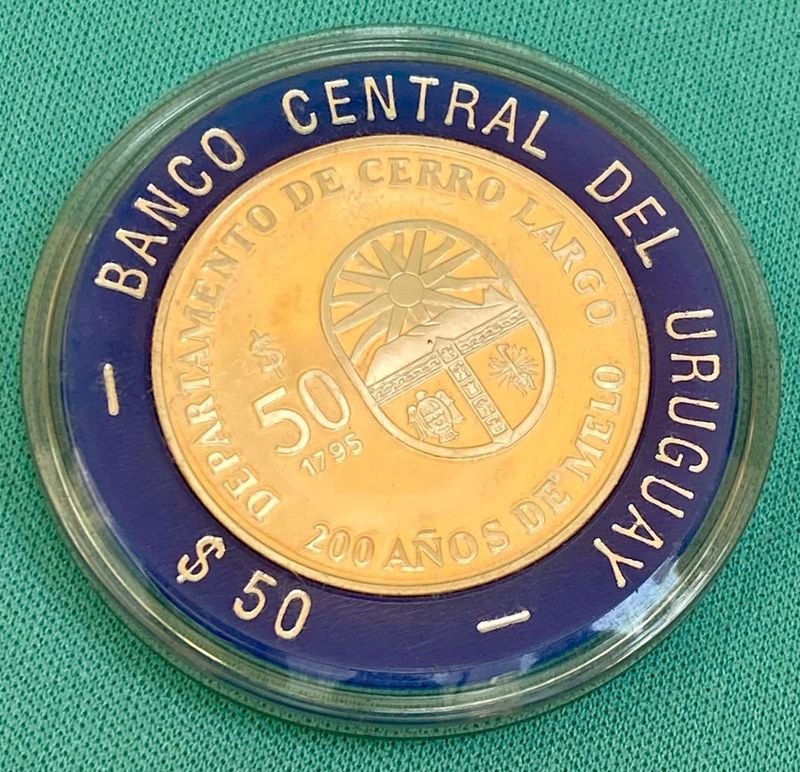 BANCO CENTRAL DEL URUGUAY
$ 50
DEPARTAMENTO DE CERRO LARGO
$
50
1795
200 AÑOS DE MELO